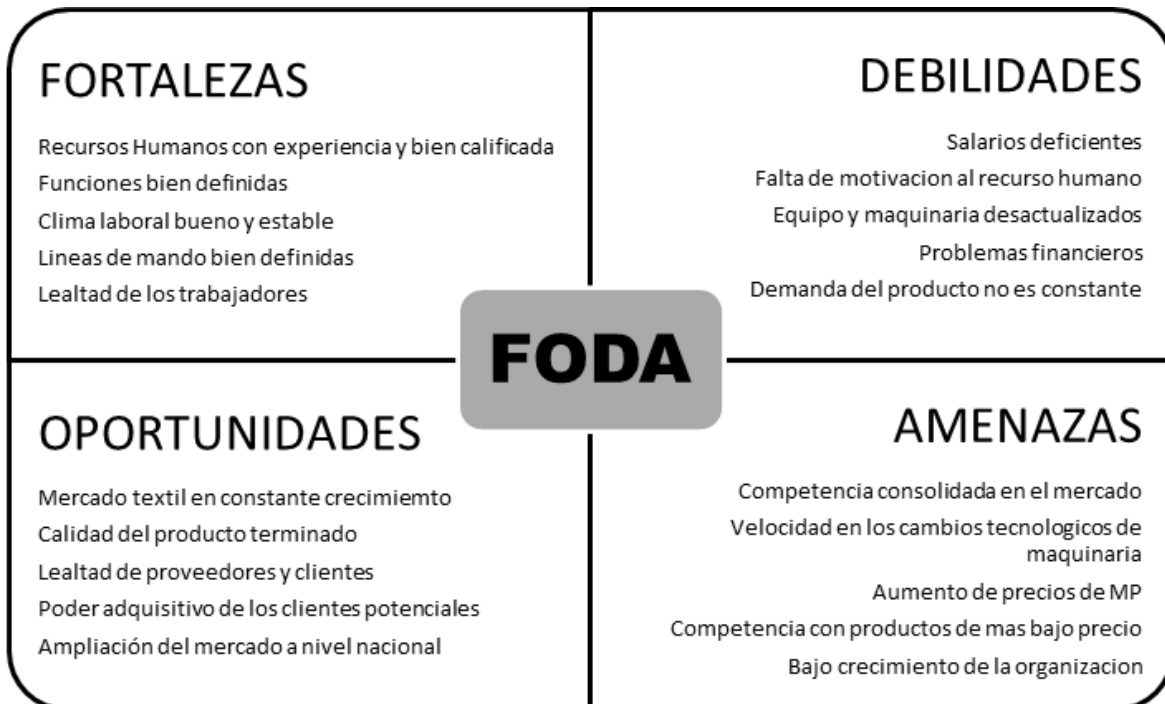 FORTALEZAS
Recursos Humanos con experiencia y bien calificada
Funciones bien definidas
Clima laboral bueno y estable
Lineas de mando bien definidas
Lealtad de los trabajadores
DEBILIDADES
Salarios deficientes
Falta de motivacion al recurso humano
Equipo y maquinaria desactualizados
Problemas financieros
Demanda del producto no es constante
FODA
OPORTUNIDADES
Mercado textil en constante crecimiemto
Calidad del producto terminado
Lealtad de proveedores y clientes
Poder adquisitivo de los clientes potenciales
Ampliación del mercado a nivel nacional
AMENAZAS
Competencia consolidada en el mercado
Velocidad en los cambios tecnologicos de
maquinaria
Aumento de precios de MP
Competencia con productos de mas bajo precio
Bajo crecimiento de la organizacion